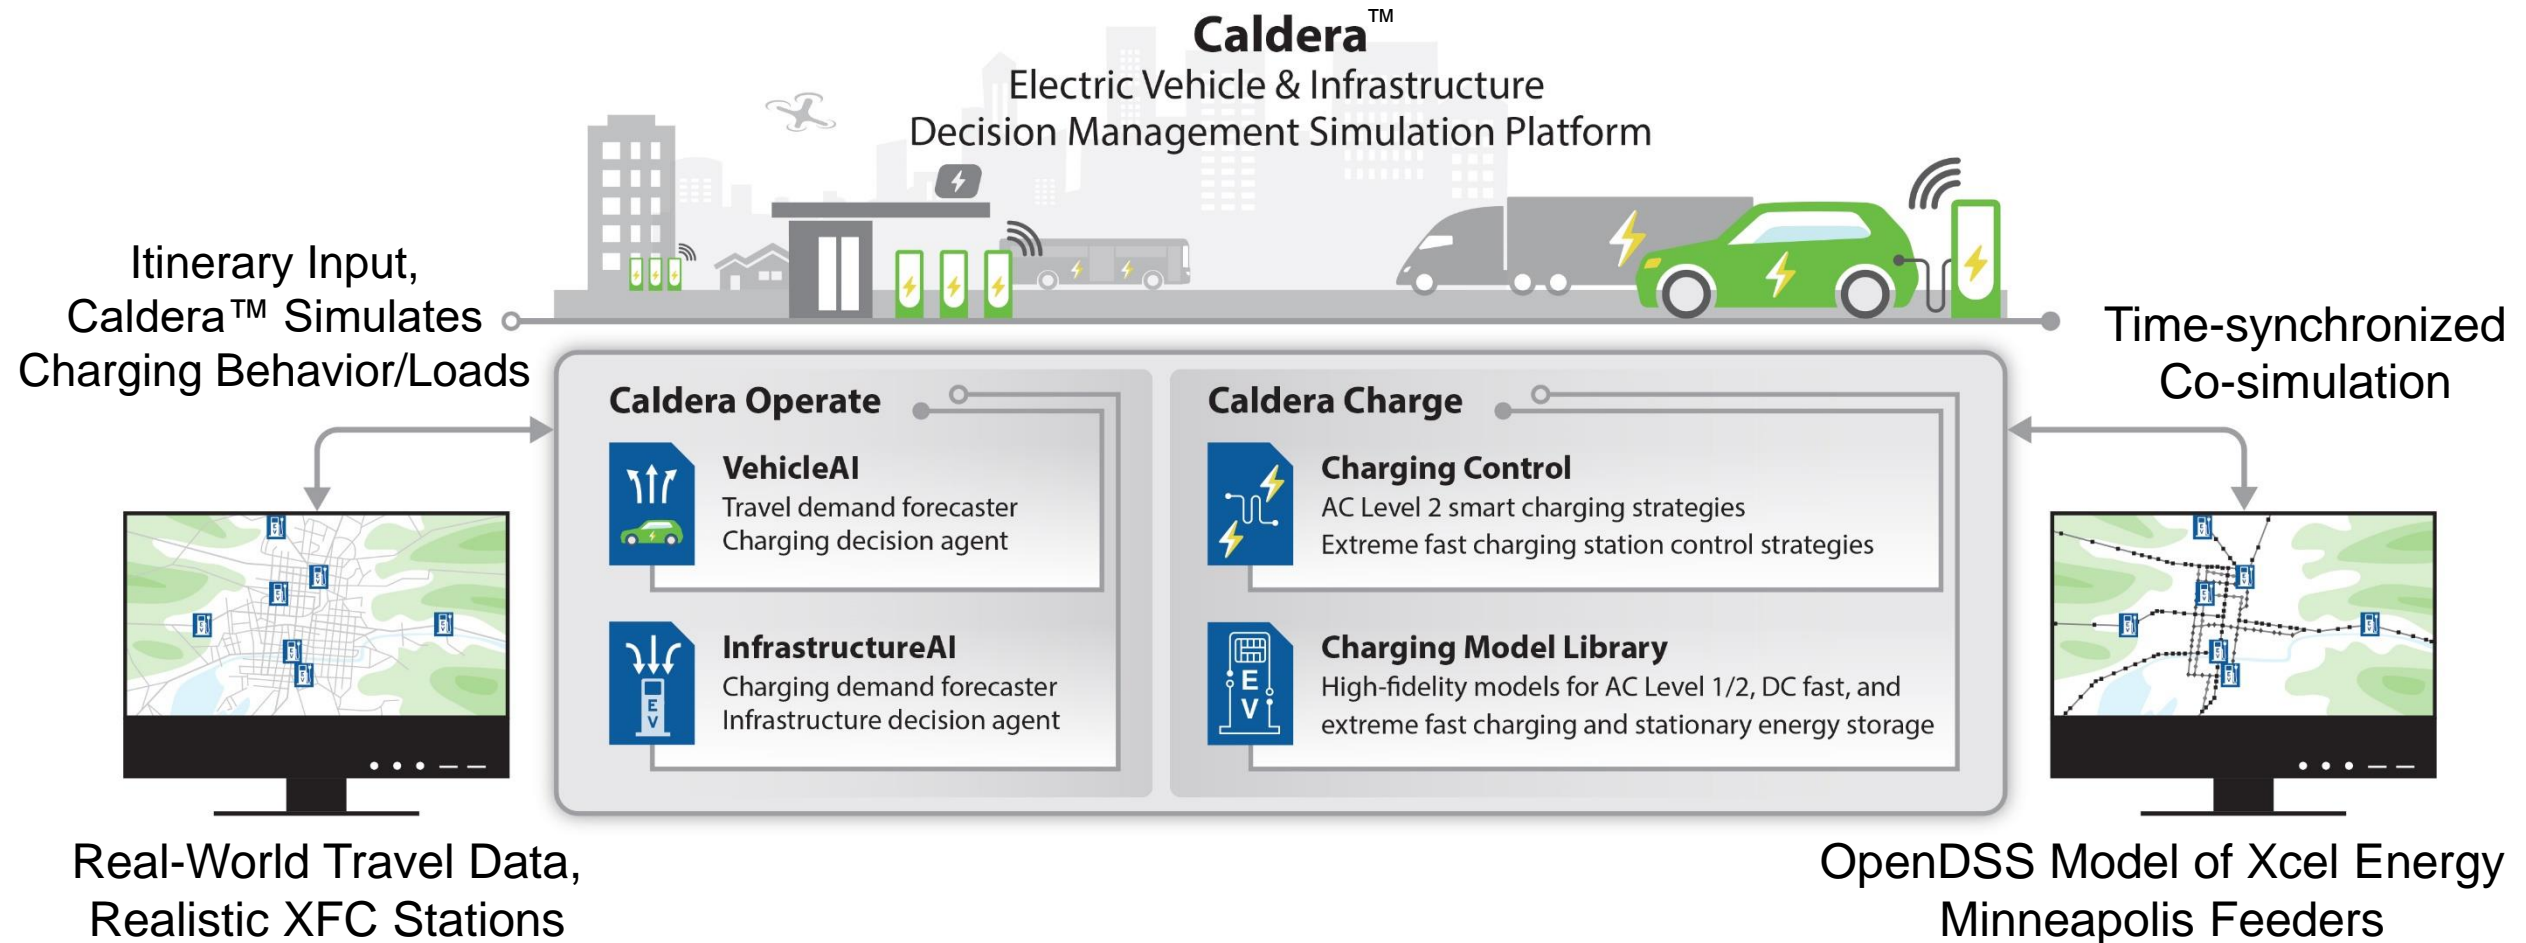 Caldera™
Electric Vehicle & Infrastructure
Decision Management Simulation Platform
Itinerary Input,
Caldera™ Simulates
Charging Behavior/Loads
Time-synchronized
Co-simulation
Caldera Operate
VehicleAI
Travel demand forecaster
Charging decision agent
InfrastructureAI
Charging demand forecaster
Infrastructure decision agent
EV
Caldera Charge
Charging Control
AC Level 2 smart charging strategies
Extreme fast charging station control strategies
Charging Model Library
High-fidelity models for AC Level 1/2, DC fast, and
extreme fast charging and stationary energy storage
EV
Real-World Travel Data,
Realistic XFC Stations
OpenDSS Model of Xcel Energy
Minneapolis Feeders